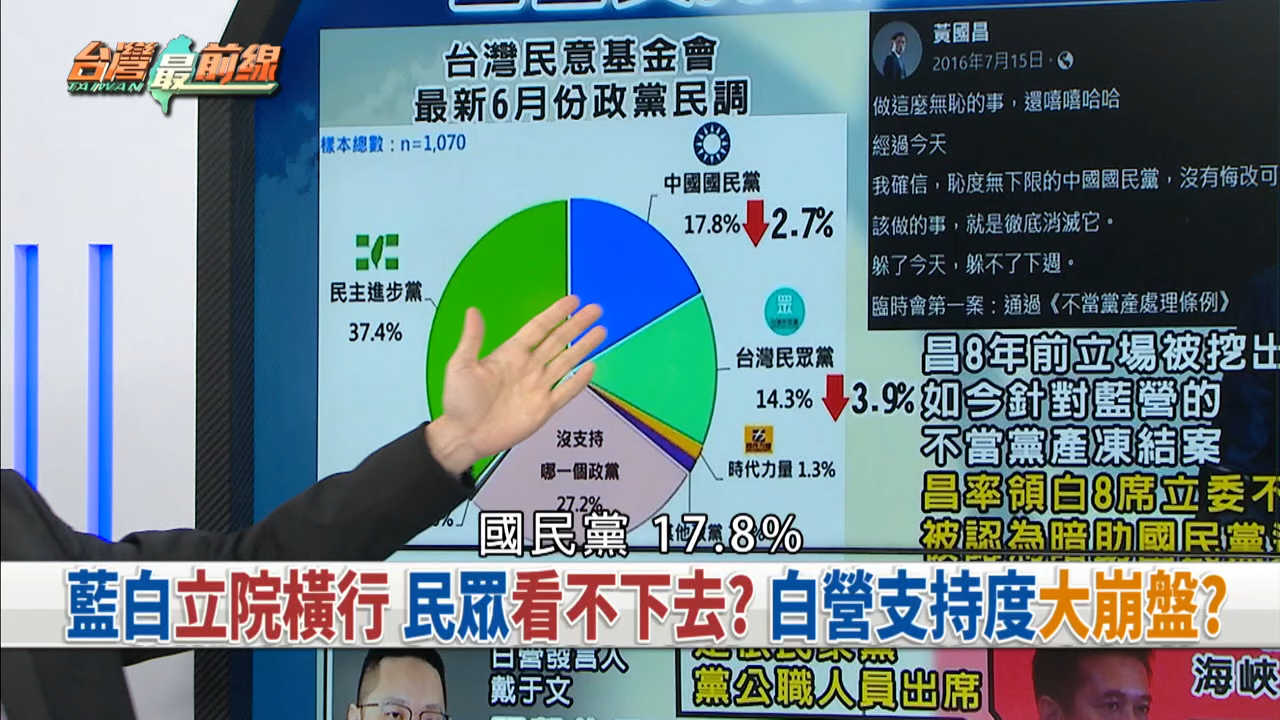 台灣最前線
TAIWAN
台灣民意基金會
最新6月份政黨民調
樣本總數：n=1,070
中國國民黨
17.8% 2.7%
民主進步黨
37.4%
眾
台灣民眾黨
14.3% 3.9%
時代力量 1.3%
沒支持
哪一個政黨
27.2%
黃國昌
2016年7月15日
做這麼無恥的事，還嘻嘻哈哈
經過今天
我確信，恥度無下限的中國國民黨，沒有悔改可
該做的事，就是徹底消滅它。
躲了今天，躲不了下週。
臨時會第一案：通過《不當黨產處理條例》
昌8年前立場被挖出
如今針對藍營的
不當黨產凍結案
昌率領白8席立委不
被認為暗助國民黨
國民黨 17.8%
藍白立院橫行 民眾看不下去? 白營支持度大崩盤?
白營發言人
戴于文
黨公職人員出席
海峽